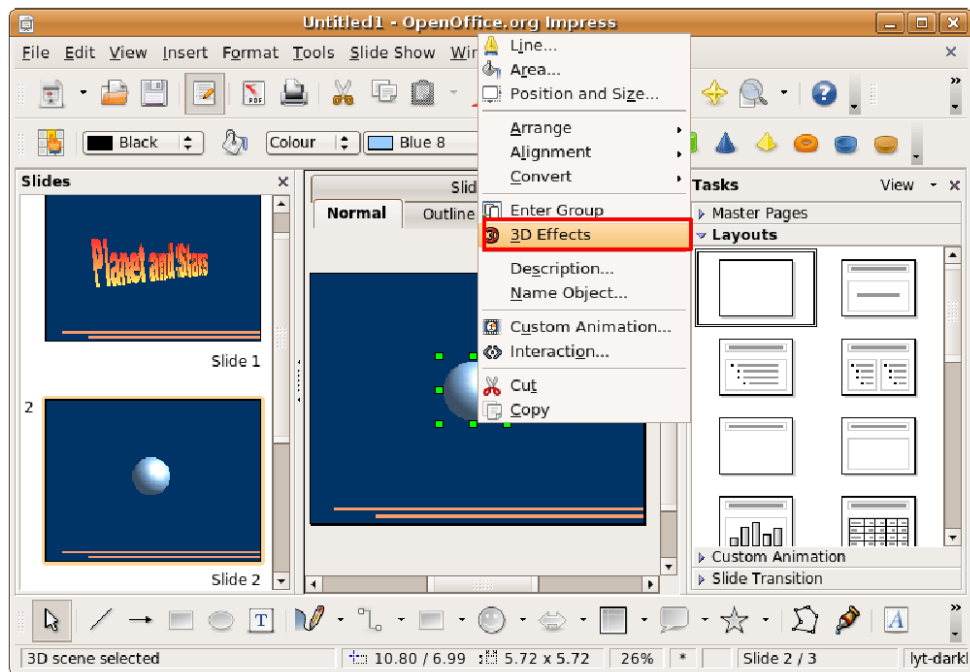 Untitled1 - OpenOffice.org Impress
File Edit View Insert Format Tools Slide Show
Line...
Area...
Position and Size...
Arrange
Alignment
Convert
Enter Group
3D Effects
Description...
Name Object...
Custom Animation...
Interaction...
Cut
Copy
PDF
Black
Colour
Blue 8
Slides
Planet and Stars
Slide 1
2
Slide 2
Normal Outline
Tasks View
Master Pages
Layouts
Custom Animation
Slide Transition
T
A
3D scene selected
10.80 / 6.99
5.72 x 5.72
26%
*
Slide 2 / 3
lyt-dark